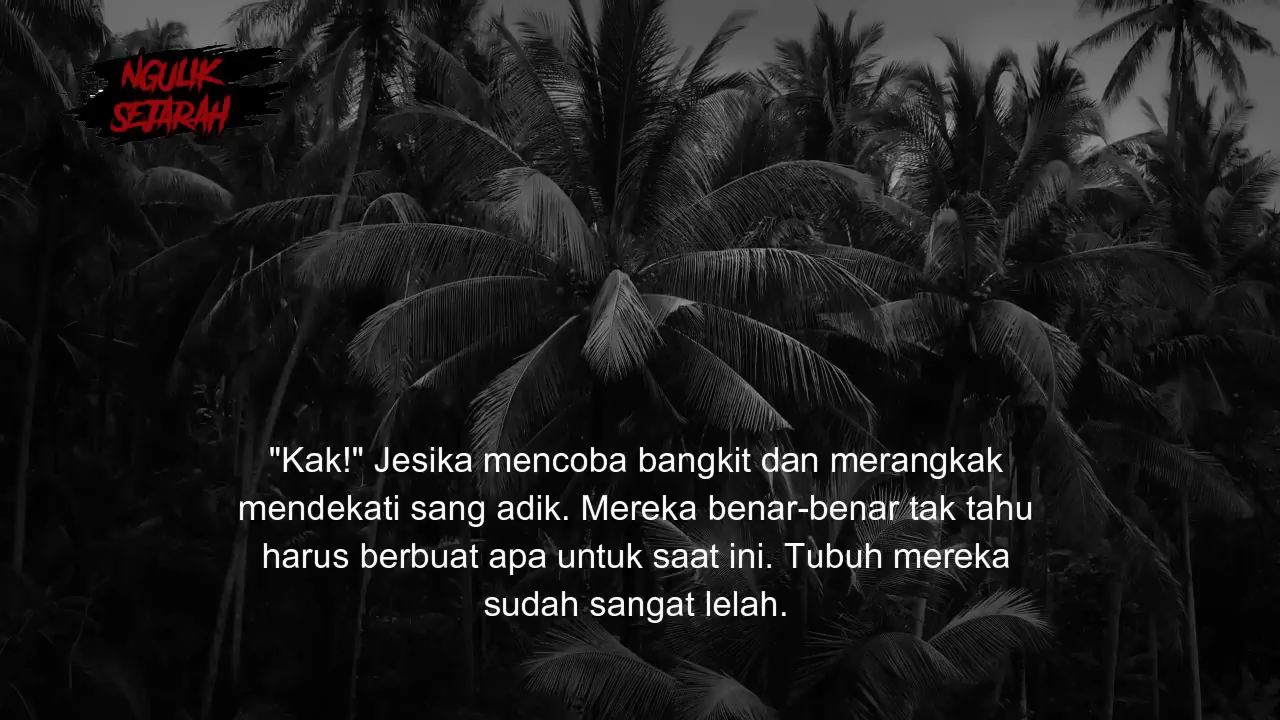 NGULIK
SEJARAH
"Kak!" Jesika mencoba bangkit dan merangkak
mendekati sang adik. Mereka benar-benar tak tahu
harus berbuat apa untuk saat ini. Tubuh mereka
sudah sangat lelah.